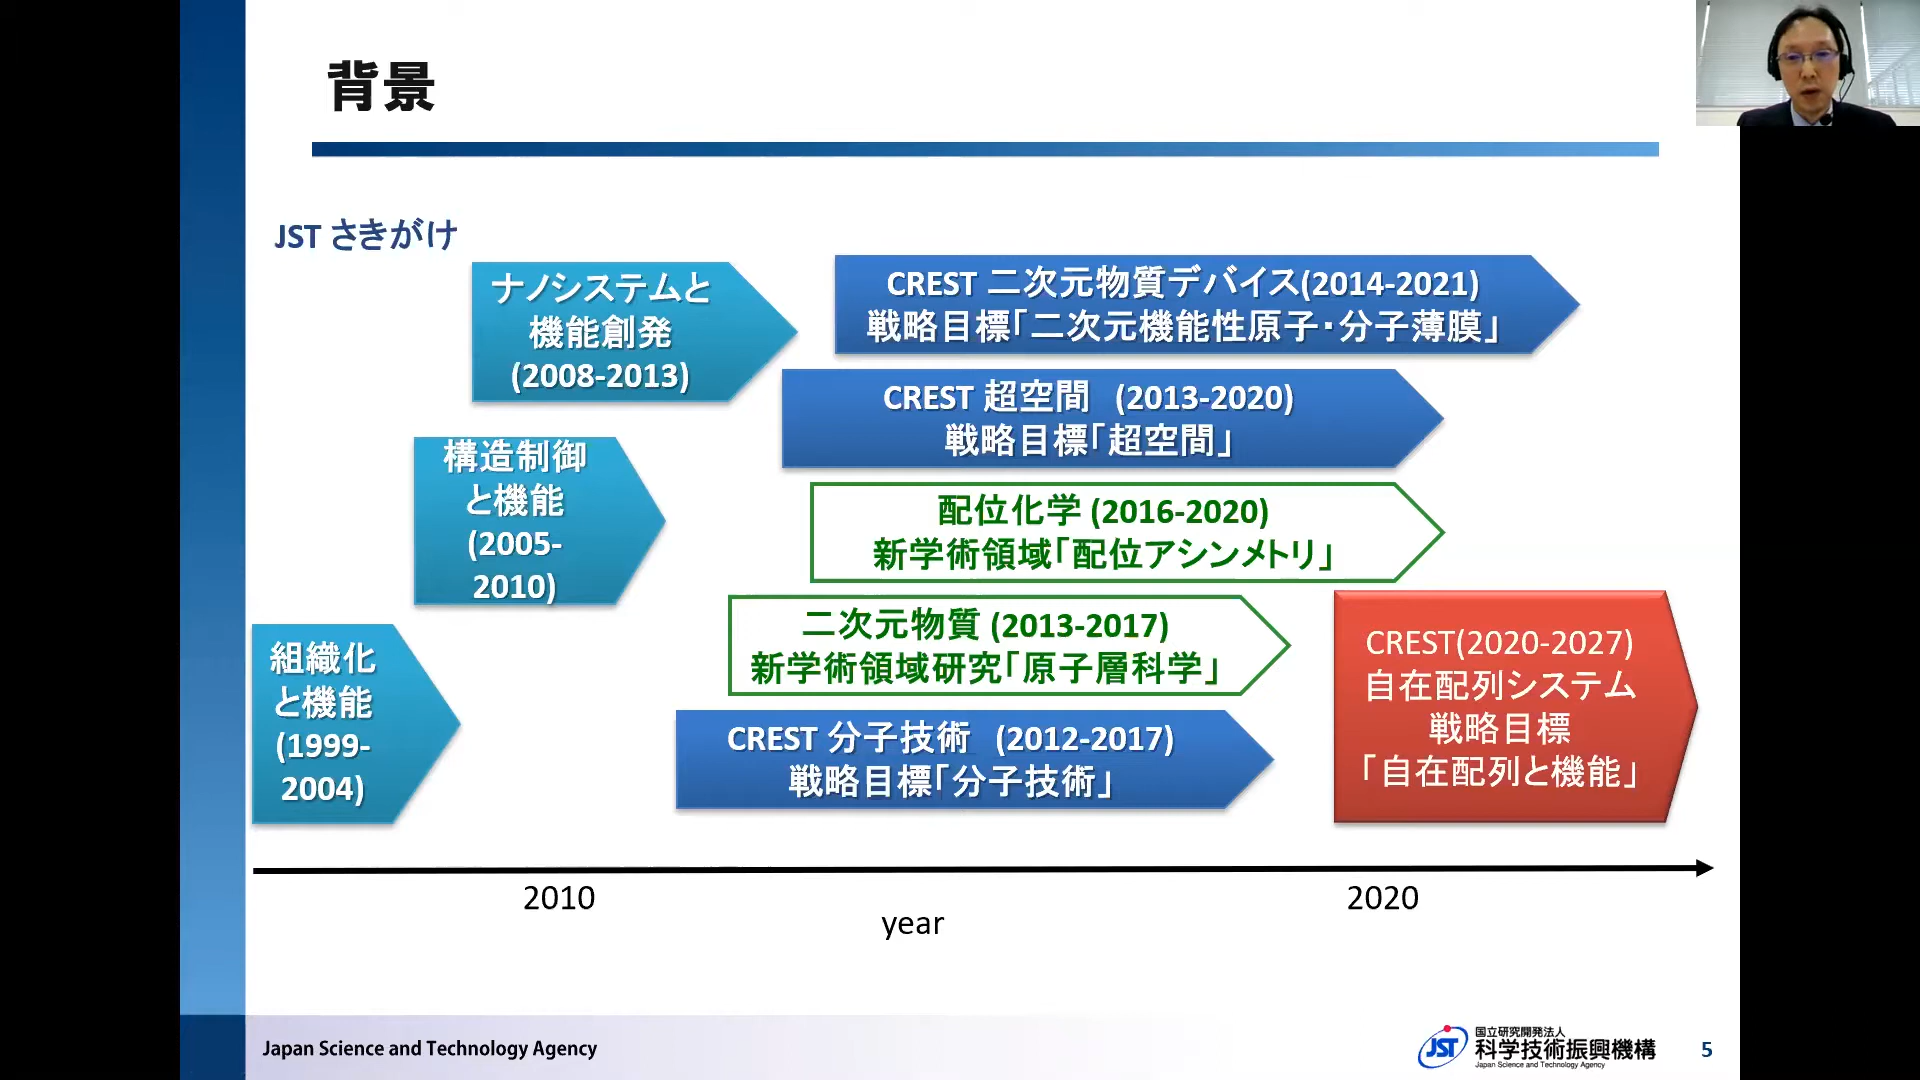 背景
JST さきがけ
ナノシステムと
機能創発
(2008-2013)
CREST 二次元物質デバイス(2014-2021)
戦略目標「二次元機能性原子・分子薄膜」
CREST 超空間 (2013-2020)
戦略目標「超空間」
構造制御
と機能
(2005-
2010)
配位化学 (2016-2020)
新学術領域「配位アシンメトリ」
二次元物質 (2013-2017)
新学術領域研究「原子層科学」
組織化
と機能
(1999-
2004)
CREST 分子技術 (2012-2017)
戦略目標「分子技術」
CREST(2020-2027)
自在配列システム
戦略目標
「自在配列と機能」
2010
2020
year
Japan Science and Technology Agency
JST
国立研究開発法人
科学技術振興機構
Japan Science and Technology Agency
5